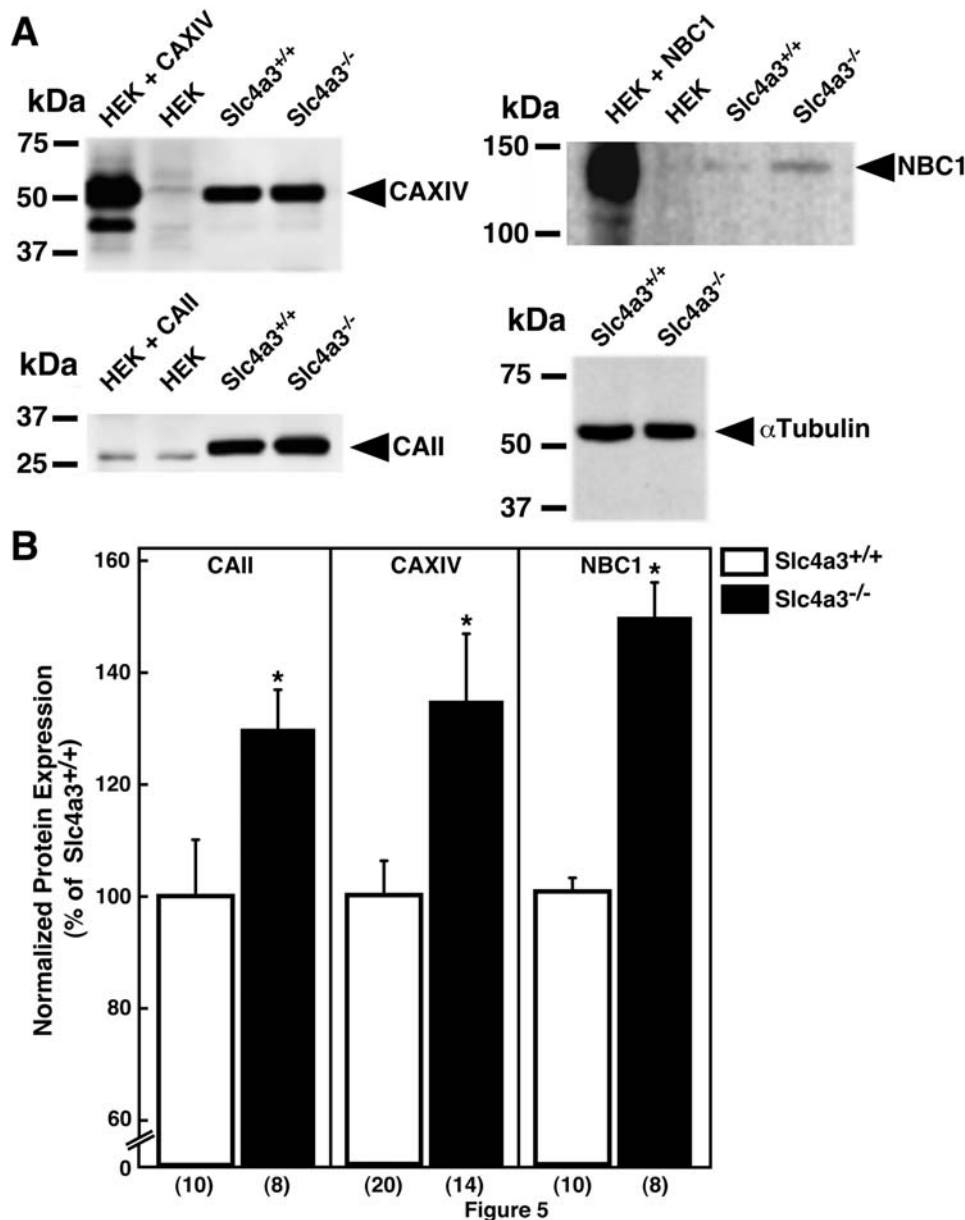 A
kDa
HEK + CAXIV
HEK
Slc4a3+/+
Slc4a3-/-
75
50
37
CAXIV
kDa
HEK + NBC1
HEK
Slc4a3+/+
Slc4a3-/-
150
100
NBC1
kDa
HEK + CAII
HEK
Slc4a3+/+
Slc4a3-/-
37
25
CAII
kDa
Slc4a3+/+
Slc4a3-/-
75
50
37
αTubulin
B
Normalized Protein Expression
(% of Slc4a3+/+)
160
140
120
100
80
60
0
CAII
CAXIV
NBC1
*
*
*
Slc4a3+/+
Slc4a3-/-
(10) (8) (20) (14) (10) (8)
Figure 5